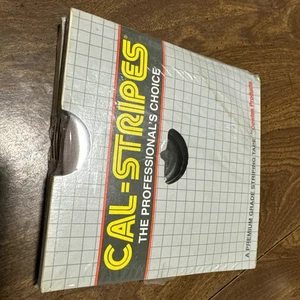 CAL-STRIPES
THE PROFESSIONAL'S CHOICE
A PREMIUM GRADE STRIPING TAPE